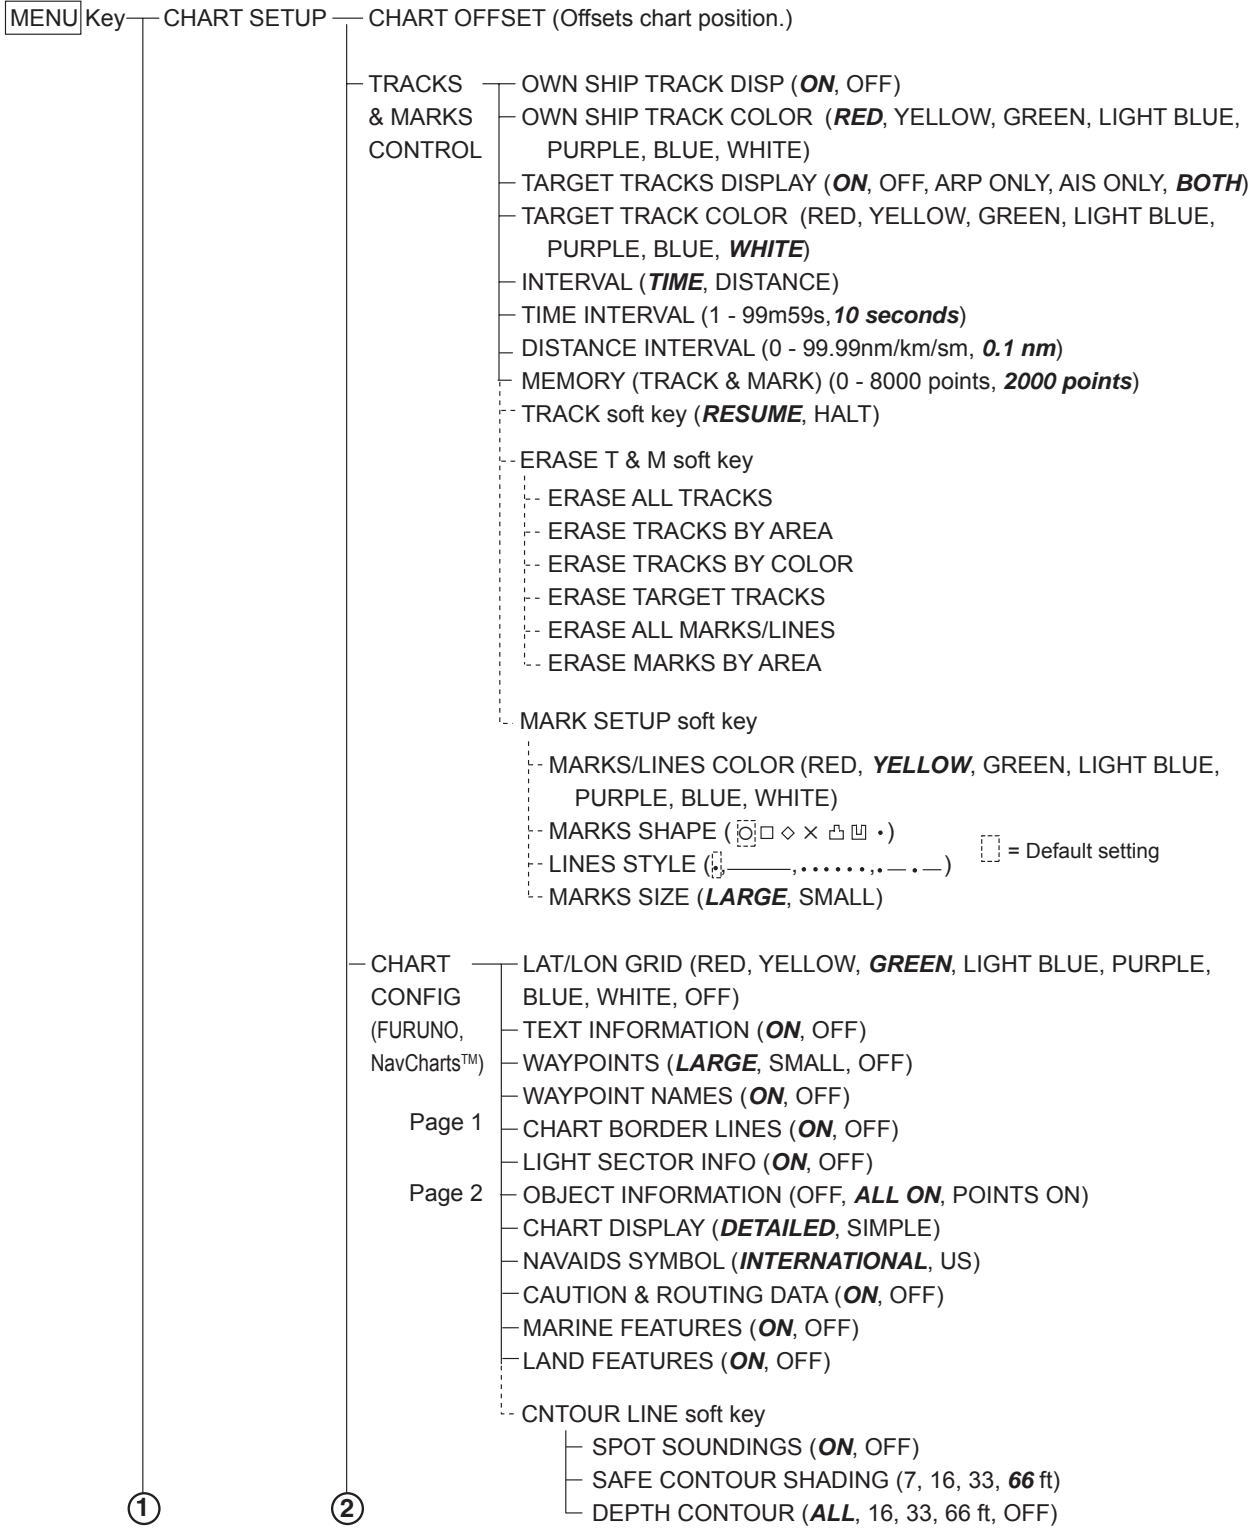 MENU Key CHART SETUP CHART OFFSET (Offsets chart position.)
TRACKS & MARKS CONTROL
OWN SHIP TRACK DISP (ON, OFF)
OWN SHIP TRACK COLOR (RED, YELLOW, GREEN, LIGHT BLUE,
PURPLE, BLUE, WHITE)
TARGET TRACKS DISPLAY (ON, OFF, ARP ONLY, AIS ONLY, BOTH)
TARGET TRACK COLOR (RED, YELLOW, GREEN, LIGHT BLUE,
PURPLE, BLUE, WHITE)
INTERVAL (TIME, DISTANCE)
TIME INTERVAL (1 - 99m59s,10 seconds)
DISTANCE INTERVAL (0 - 99.99nm/km/sm, 0.1 nm)
MEMORY (TRACK & MARK) (0 - 8000 points, 2000 points)
TRACK soft key (RESUME, HALT)
ERASE T & M soft key
ERASE ALL TRACKS
ERASE TRACKS BY AREA
ERASE TRACKS BY COLOR
ERASE TARGET TRACKS
ERASE ALL MARKS/LINES
ERASE MARKS BY AREA
MARK SETUP soft key
MARKS/LINES COLOR (RED, YELLOW, GREEN, LIGHT BLUE,
PURPLE, BLUE, WHITE)
MARKS SHAPE ( ○ □ ◇ × 凸 凹 • )
= Default setting
LINES STYLE (•, ———, • • • • • •, • — • —)
MARKS SIZE (LARGE, SMALL)
CHART CONFIG (FURUNO, NavCharts™)
Page 1
Page 2
LAT/LON GRID (RED, YELLOW, GREEN, LIGHT BLUE, PURPLE,
BLUE, WHITE, OFF)
TEXT INFORMATION (ON, OFF)
WAYPOINTS (LARGE, SMALL, OFF)
WAYPOINT NAMES (ON, OFF)
CHART BORDER LINES (ON, OFF)
LIGHT SECTOR INFO (ON, OFF)
OBJECT INFORMATION (OFF, ALL ON, POINTS ON)
CHART DISPLAY (DETAILED, SIMPLE)
NAVAIDS SYMBOL (INTERNATIONAL, US)
CAUTION & ROUTING DATA (ON, OFF)
MARINE FEATURES (ON, OFF)
LAND FEATURES (ON, OFF)
CNTOUR LINE soft key
SPOT SOUNDINGS (ON, OFF)
SAFE CONTOUR SHADING (7, 16, 33, 66 ft)
DEPTH CONTOUR (ALL, 16, 33, 66 ft, OFF)
1 2